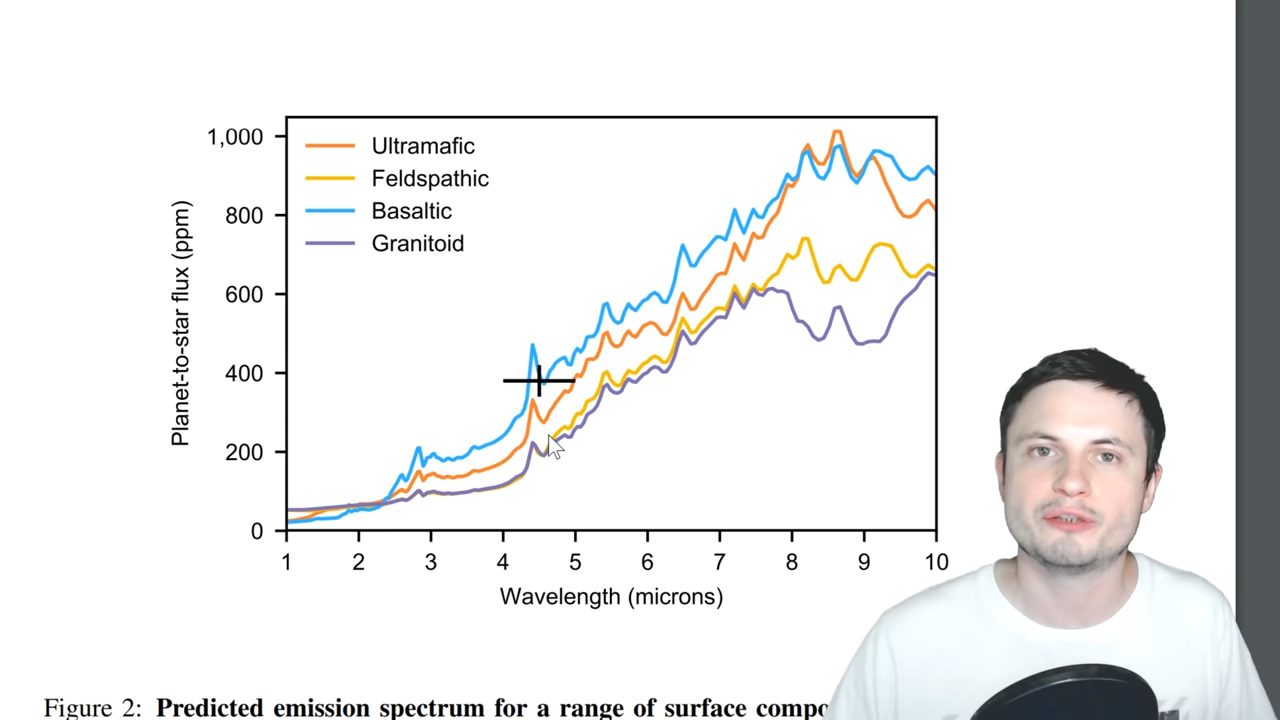 1,000
800
600
400
200
0
Planet-to-star flux (ppm)
Ultramafic
Feldspathic
Basaltic
Granitoid
1 2 3 4 5 6 7 8 9 10
Wavelength (microns)
Figure 2: Predicted emission spectrum for a range of surface